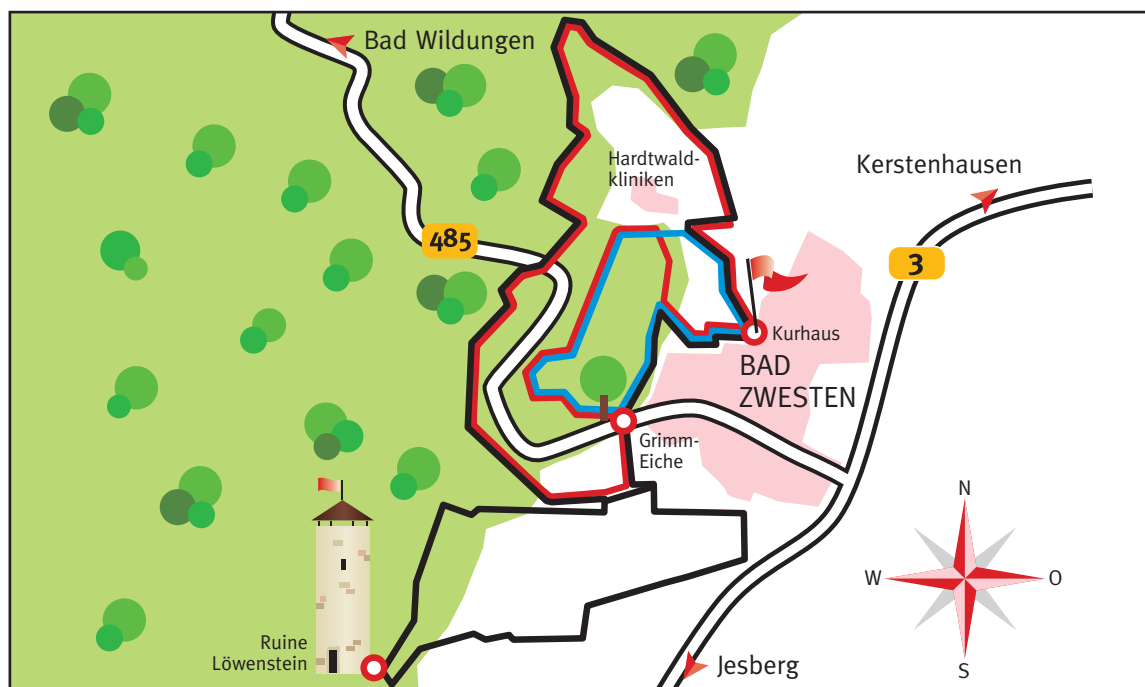 Bad Wildungen
Hardtwald-
kliniken
Kerstenhausen
485
3
Kurhaus
BAD
ZWESTEN
Grimm-
Eiche
N
W
O
S
Ruine
Löwenstein
Jesberg